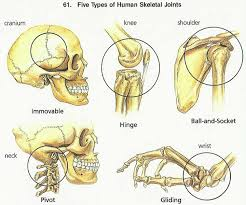 61. Five Types of Human Skeletal Joints
cranium
knee
shoulder
Immovable
Hinge
Ball-and-Socket
neck
wrist
Pivot
Gliding